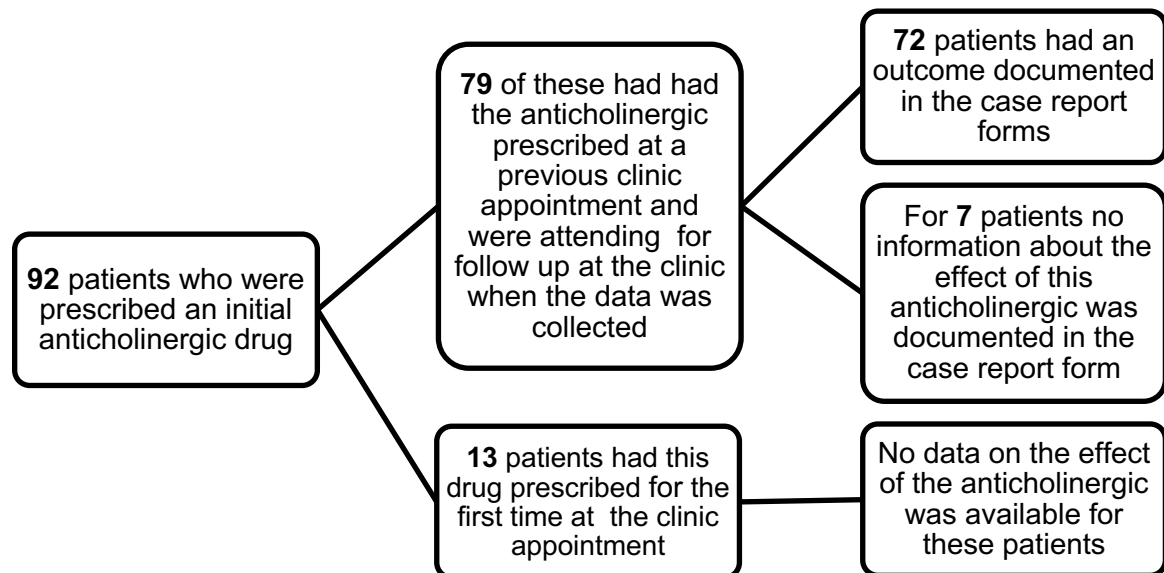 92 patients who were
prescribed an initial
anticholinergic drug
79 of these had had
the anticholinergic
prescribed at a
previous clinic
appointment and
were attending for
follow up at the clinic
when the data was
collected
13 patients had this
drug prescribed for the
first time at the clinic
appointment
72 patients had an
outcome documented
in the case report
forms
For 7 patients no
information about the
effect of this
anticholinergic was
documented in the
case report form
No data on the effect
of the anticholinergic
was available for
these patients